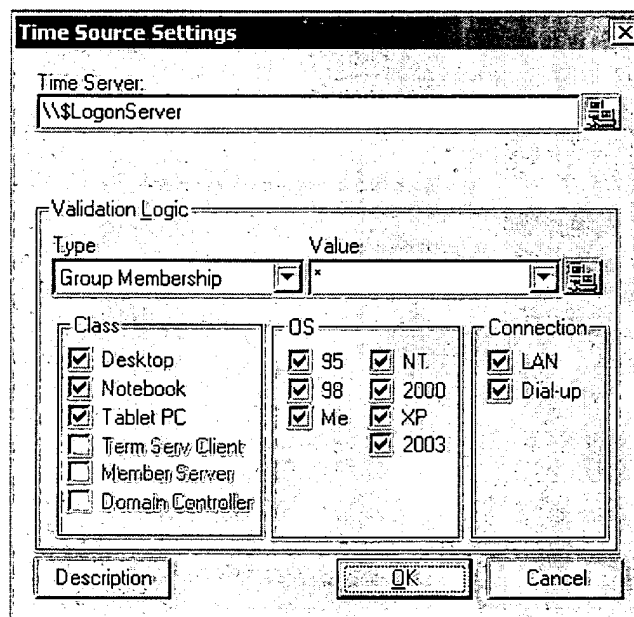 Time Source Settings
Time Server:
\\$LogonServer
Validation Logic
Type Value:
Group Membership *
Class OS Connection
Desktop 95 NT LAN
Notebook 98 2000 Dial-up
Tablet PC Me XP
Term Serv Client 2003
Member Server
Domain Controller
Description OK Cancel